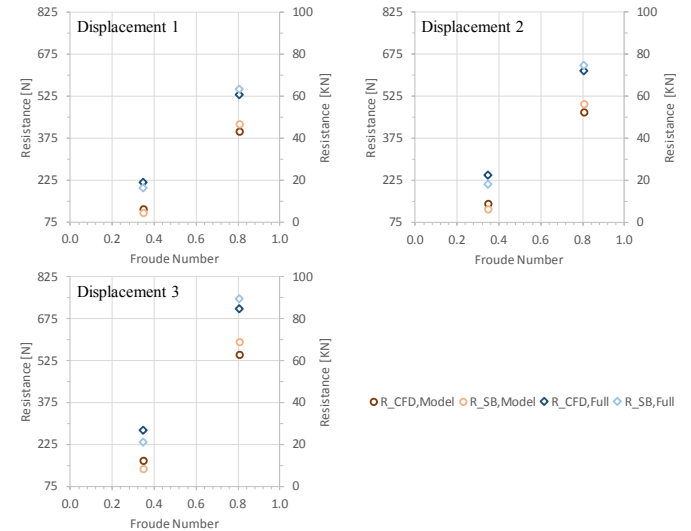 Displacement 1
825
675
525
375
225
75
Resistance [N]
100
80
60
40
20
0
Resistance [KN]
0.0 0.2 0.4 0.6 0.8 1.0
Froude Number
Displacement 2
825
675
525
375
225
75
Resistance [N]
100
80
60
40
20
0
Resistance [KN]
0.0 0.2 0.4 0.6 0.8 1.0
Froude Number
Displacement 3
825
675
525
375
225
75
Resistance [N]
100
80
60
40
20
0
Resistance [KN]
0.0 0.2 0.4 0.6 0.8 1.0
Froude Number
R_CFD,Model R_SB,Model R_CFD,Full R_SB,Full